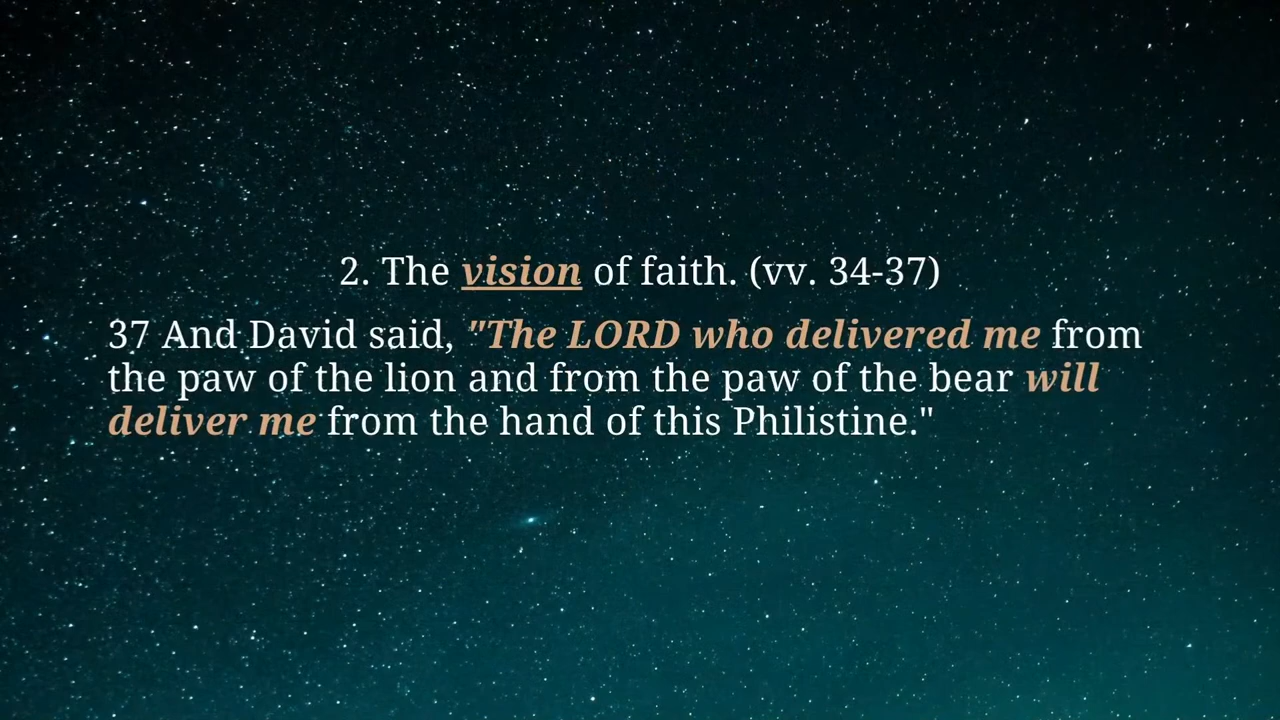 2. The vision of faith. (vv. 34-37)
37 And David said, "The LORD who delivered me from
the paw of the lion and from the paw of the bear will
deliver me from the hand of this Philistine."